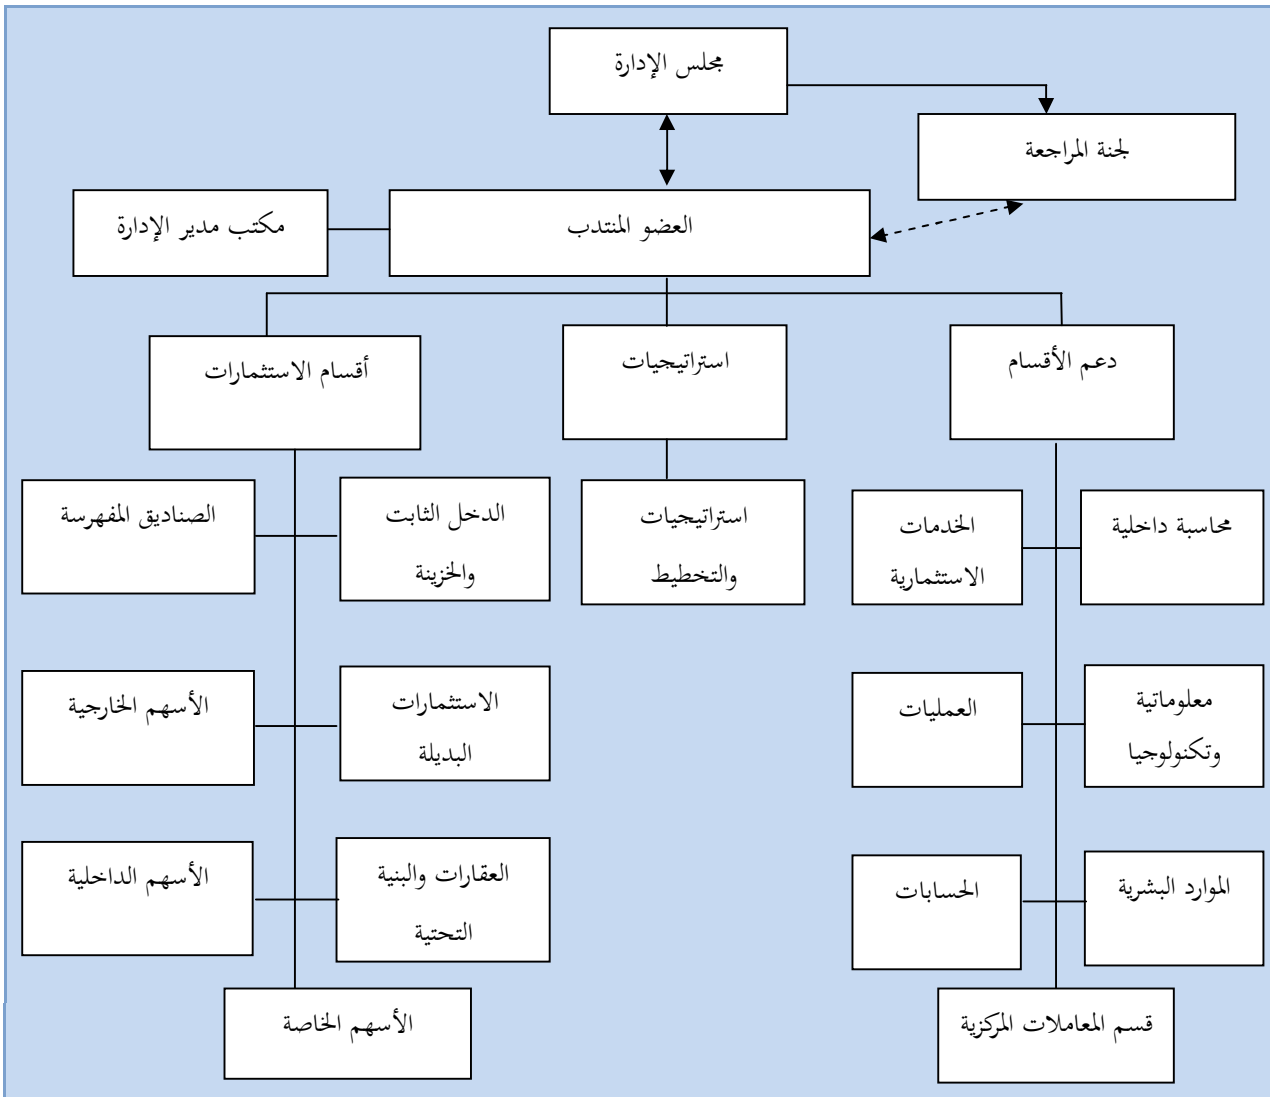 مجلس الإدارة
لجنة المراجعة
العضو المنتدب
مكتب مدير الإدارة
دعم الأقسام
استراتيجيات
أقسام الاستثمارات
محاسبة داخلية
الخدمات
الاستثمارية
استراتيجيات
والتخطيط
الدخل الثابت
والخزينة
الصناديق المفهرسة
معلوماتية
وتكنولوجيا
العمليات
الاستثمارات
البديلة
الأسهم الخارجية
الموارد البشرية
الحسابات
العقارات والبنية
التحتية
الأسهم الداخلية
قسم المعاملات المركزية
الأسهم الخاصة